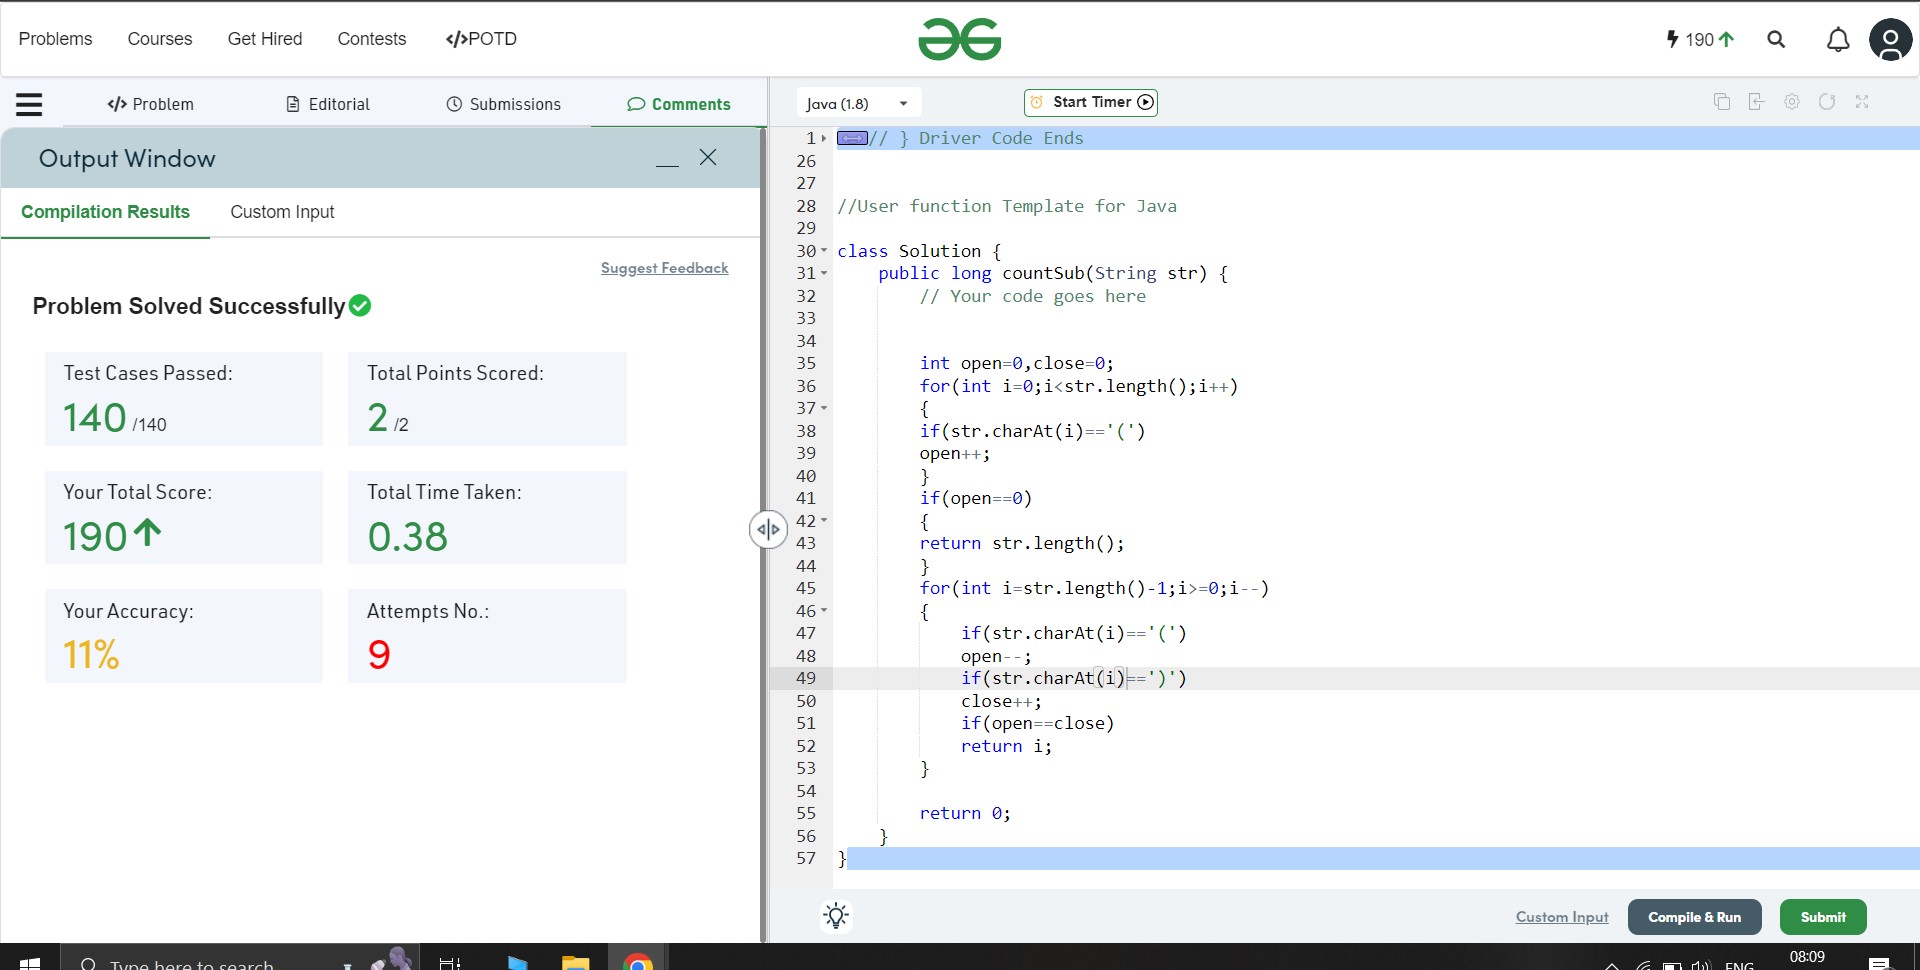 Problems Courses Get Hired Contests </>POTD
190
</> Problem Editorial Submissions Comments
Java (1.8) Start Timer
Output Window
Compilation Results Custom Input
Suggest Feedback
Problem Solved Successfully
Test Cases Passed:
140 /140
Total Points Scored:
2 /2
Your Total Score:
190
Total Time Taken:
0.38
Your Accuracy:
11%
Attempts No.:
9
1 // } Driver Code Ends
26
27
28 //User function Template for Java
29
30 class Solution {
31 public long countSub(String str) {
32 // Your code goes here
33
34
35 int open=0,close=0;
36 for(int i=0;i<str.length();i++)
37 {
38 if(str.charAt(i)=='(')
39 open++;
40 }
41 if(open==0)
42 {
43 return str.length();
44 }
45 for(int i=str.length()-1;i>=0;i--)
46 {
47 if(str.charAt(i)=='(')
48 open--;
49 if(str.charAt(i)==')')
50 close++;
51 if(open==close)
52 return i;
53 }
54
55 return 0;
56 }
57 }
Custom Input Compile & Run Submit
Type here to search
ENG
08:09